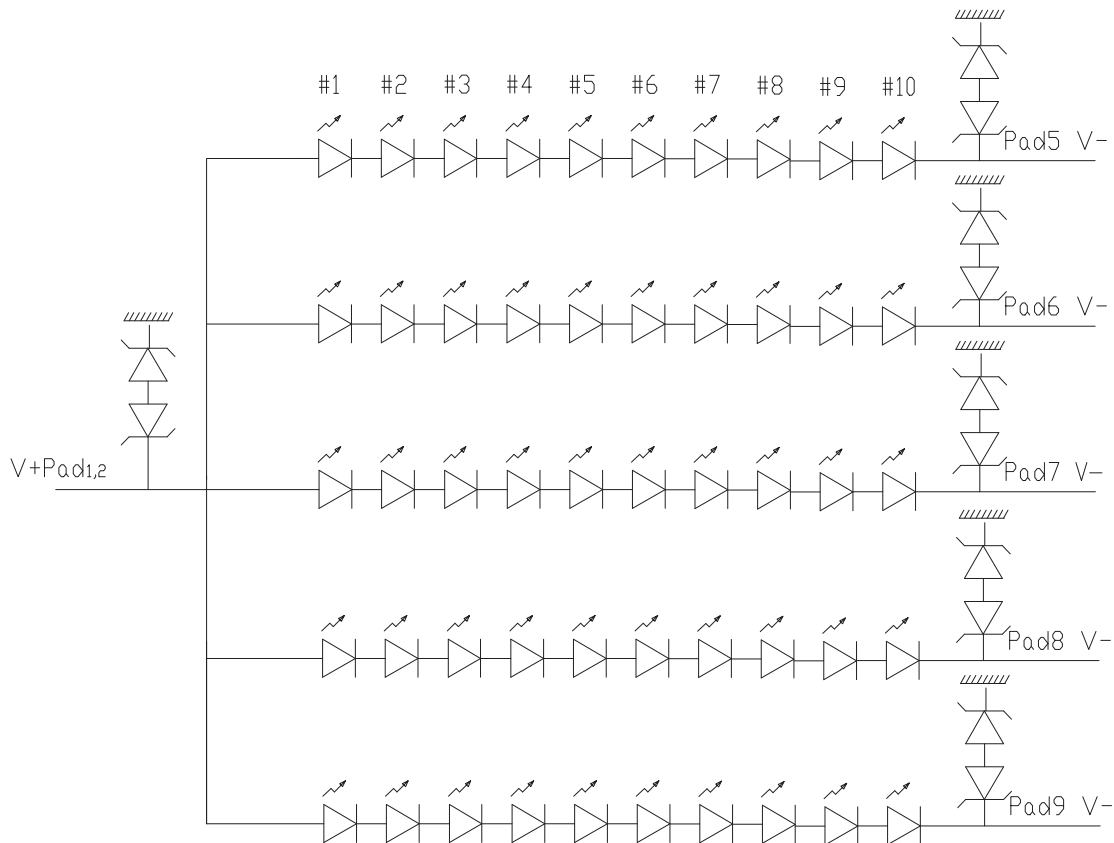 #1 #2 #3 #4 #5 #6 #7 #8 #9 #10
Pad5 V-
Pad6 V-
V+Pad1,2
Pad7 V-
Pad8 V-
Pad9 V-